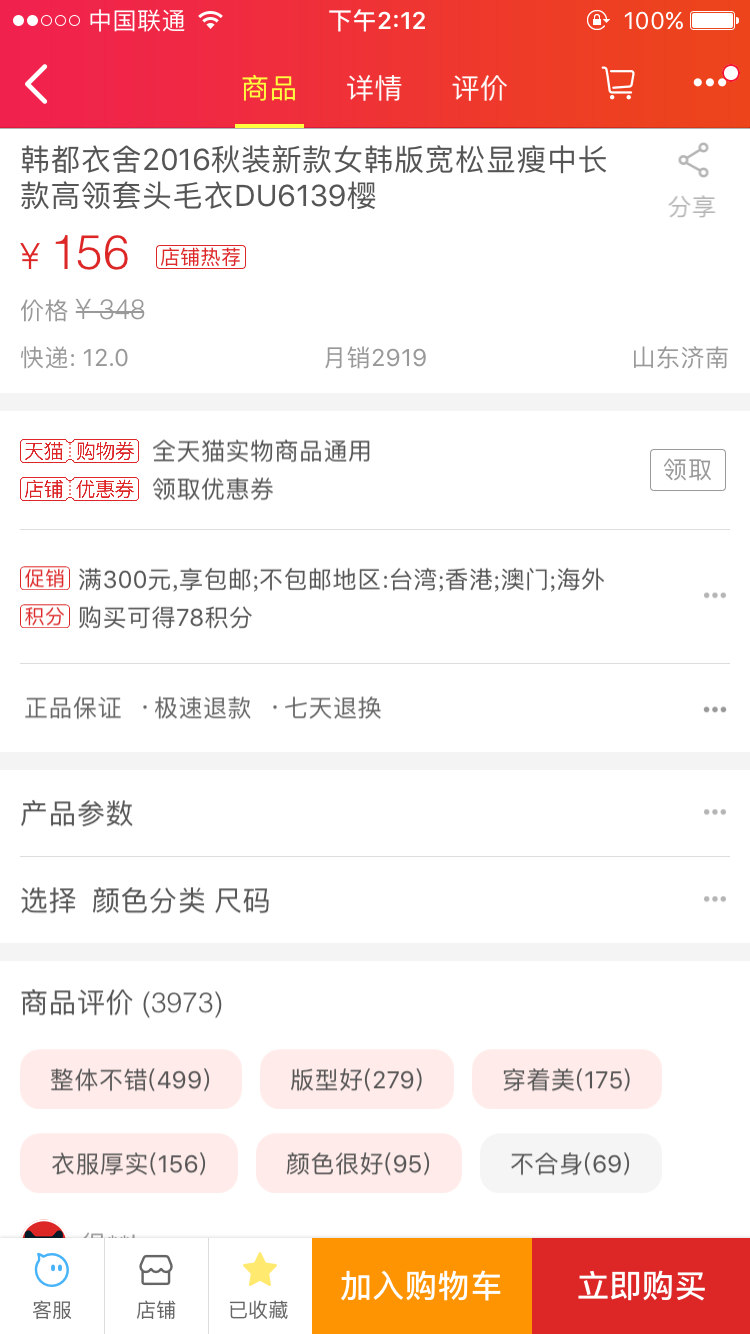 中国联通 下午2:12 100%
商品 详情 评价
韩都衣舍2016秋装新款女韩版宽松显瘦中长
款高领套头毛衣DU6139樱
分享
¥ 156 店铺热荐
价格 ¥ 348
快递: 12.0 月销2919 山东济南
天猫 购物券 全天猫实物商品通用
店铺 优惠券 领取优惠券
领取
促销 满300元,享包邮;不包邮地区:台湾;香港;澳门;海外
积分 购买可得78积分
正品保证 ·极速退款 ·七天退换
产品参数
选择 颜色分类 尺码
商品评价 (3973)
整体不错(499) 版型好(279) 穿着美(175)
衣服厚实(156) 颜色很好(95) 不合身(69)
客服 店铺 已收藏 加入购物车 立即购买